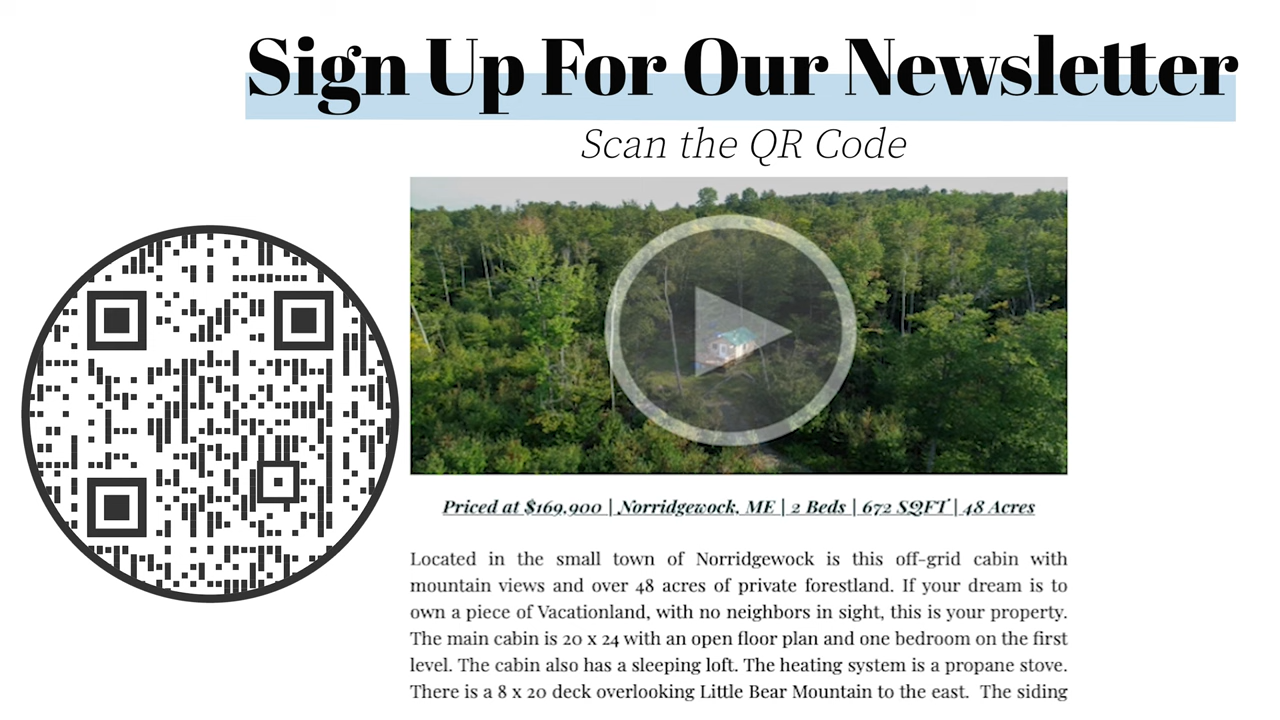 Sign Up For Our Newsletter
Scan the QR Code
Priced at $169,900 | Norridgewock, ME | 2 Beds | 672 SQFT | 48 Acres
Located in the small town of Norridgewock is this off-grid cabin with
mountain views and over 48 acres of private forestland. If your dream is to
own a piece of Vacationland, with no neighbors in sight, this is your property.
The main cabin is 20 x 24 with an open floor plan and one bedroom on the first
level. The cabin also has a sleeping loft. The heating system is a propane stove.
There is a 8 x 20 deck overlooking Little Bear Mountain to the east. The siding